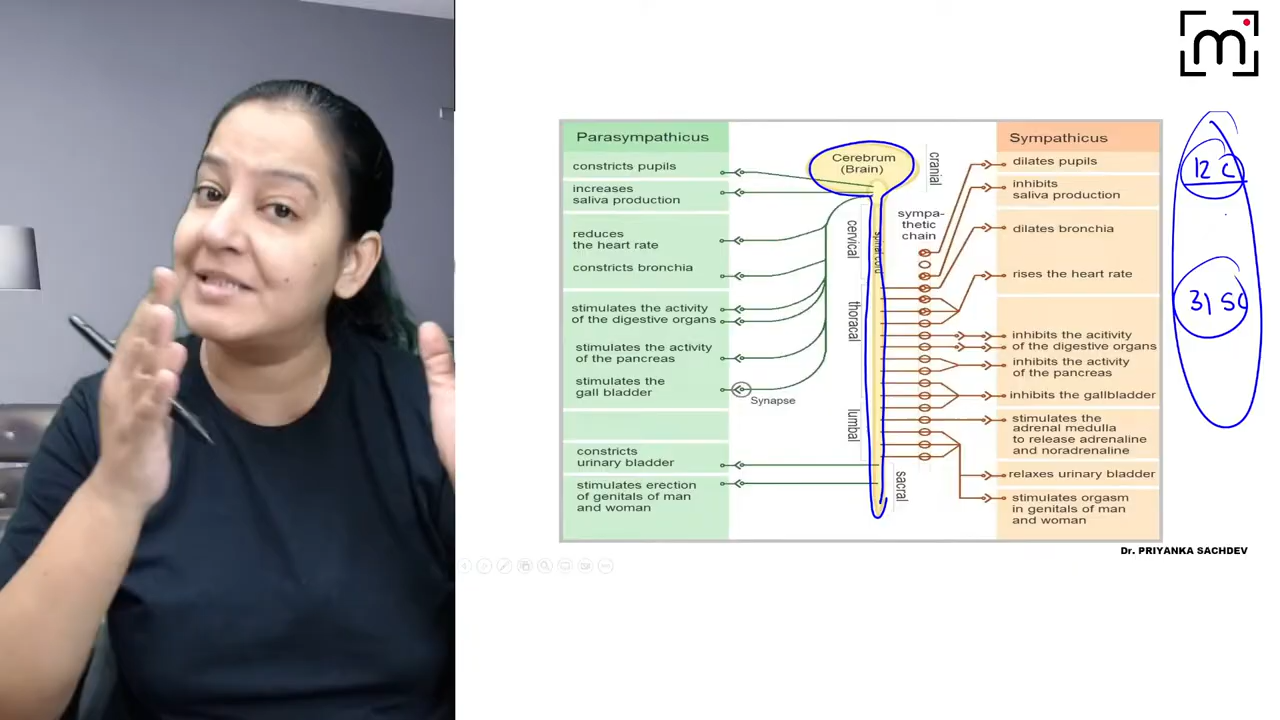 m
Parasympathicus
constricts pupils
increases
saliva production
reduces
the heart rate
constricts bronchia
stimulates the activity
of the digestive organs
stimulates the activity
of the pancreas
stimulates the
gall bladder
Synapse
constricts
urinary bladder
stimulates erection
of genitals of man
and woman
Cerebrum
(Brain)
cranial
cervical
spinal cord
thoracal
lumbal
sacral
sympa-
thetic
chain
Sympathicus
dilates pupils
inhibits
saliva production
dilates bronchia
rises the heart rate
inhibits the acitivity
of the digestive organs
inhibits the activity
of the pancreas
inhibits the gallbladder
stimulates the
adrenal medulla
to release adrenaline
and noradrenaline
relaxes urinary bladder
stimulates orgasm
in genitals of man
and woman
12 C
31 SC
Dr. PRIYANKA SACHDEV